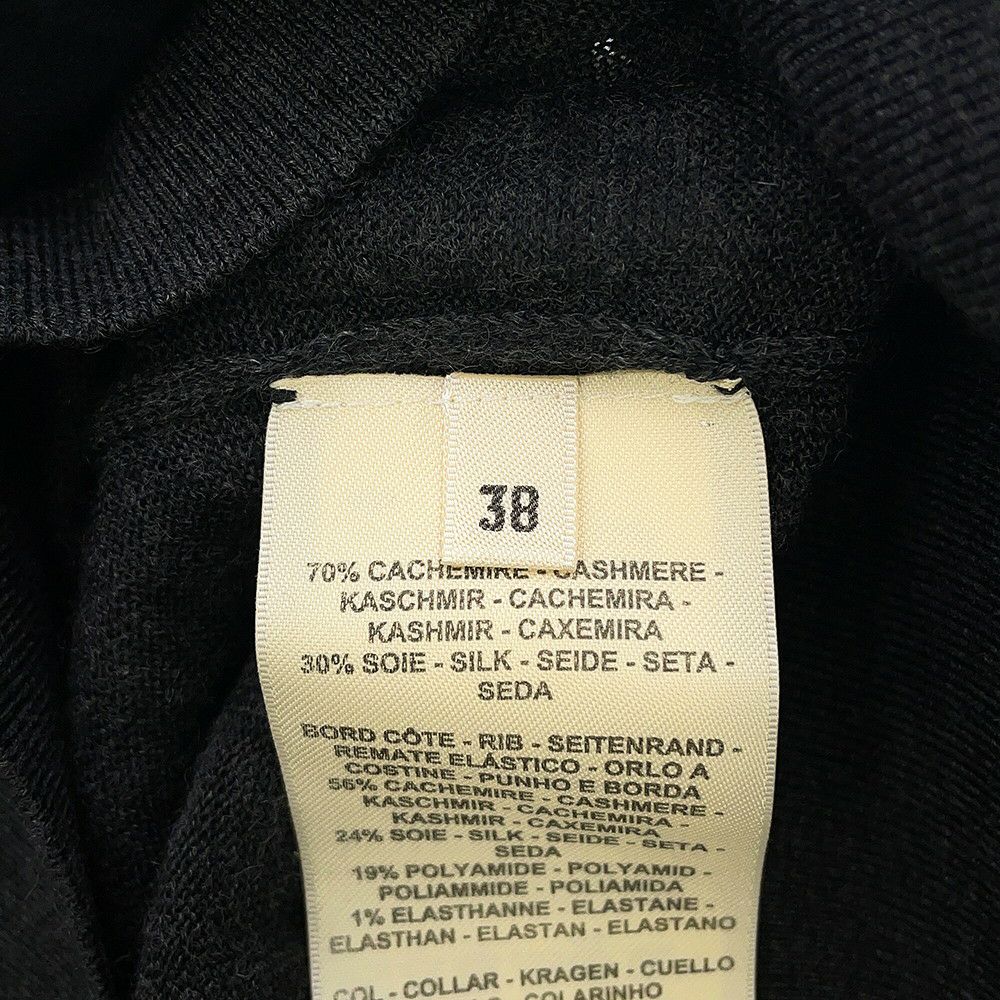 38
70% CACHEMIRE - CASHMERE -
KASCHMIR - CACHEMIRA -
KASHMIR - CAXEMIRA
30% SOIE - SILK - SEIDE - SETA -
SEDA
BORD CÔTE - RIB - SEITENRAND -
REMATE ELÁSTICO - ORLO A
COSTINE - PUNHO E BORDA
56% CACHEMIRE - CASHMERE -
KASCHMIR - CACHEMIRA -
KASHMIR - CAXEMIRA
24% SOIE - SILK - SEIDE - SETA -
SEDA
19% POLYAMIDE - POLYAMID -
POLIAMMIDE - POLIAMIDA
1% ELASTHANNE - ELASTANE -
ELASTHAN - ELASTAN - ELASTANO
COL - COLLAR - KRAGEN - CUELLO
COLARINHO